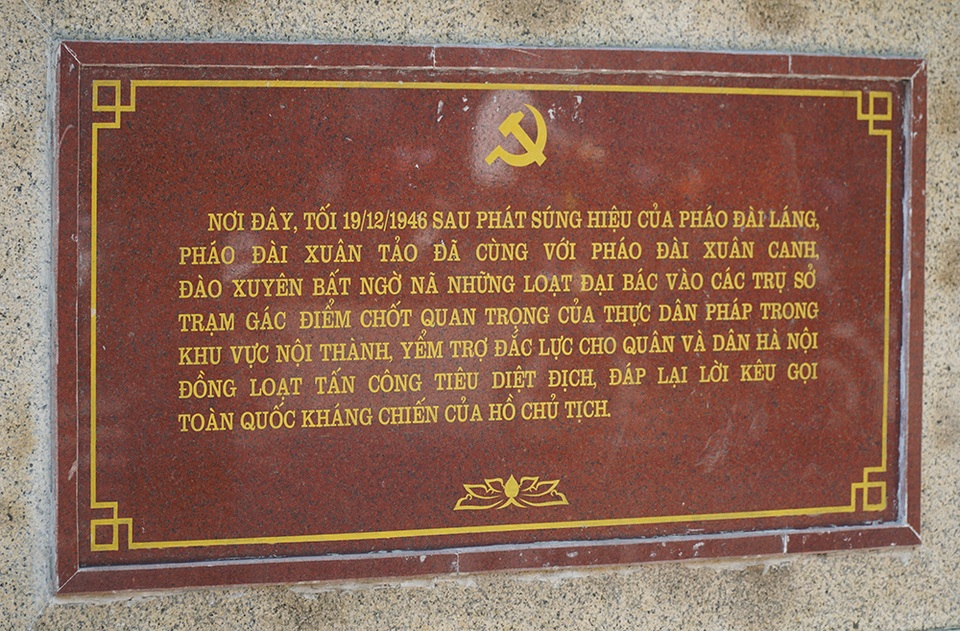 NƠI ĐÂY, TỐI 19/12/1946 SAU PHÁT SÚNG HIỆU CỦA PHÁO ĐÀI LÁNG,
PHÁO ĐÀI XUÂN TẢO ĐÃ CÙNG VỚI PHÁO ĐÀI XUÂN CANH,
ĐÀO XUYÊN BẤT NGỜ NÃ NHỮNG LOẠT ĐẠI BÁC VÀO CÁC TRỤ SỞ
TRẠM GÁC ĐIỂM CHỐT QUAN TRỌNG CỦA THỰC DÂN PHÁP TRONG
KHU VỰC NỘI THÀNH, YỂM TRỢ ĐẮC LỰC CHO QUÂN VÀ DÂN HÀ NỘI
ĐỒNG LOẠT TẤN CÔNG TIÊU DIỆT ĐỊCH, ĐÁP LẠI LỜI KÊU GỌI
TOÀN QUỐC KHÁNG CHIẾN CỦA HỒ CHỦ TỊCH.